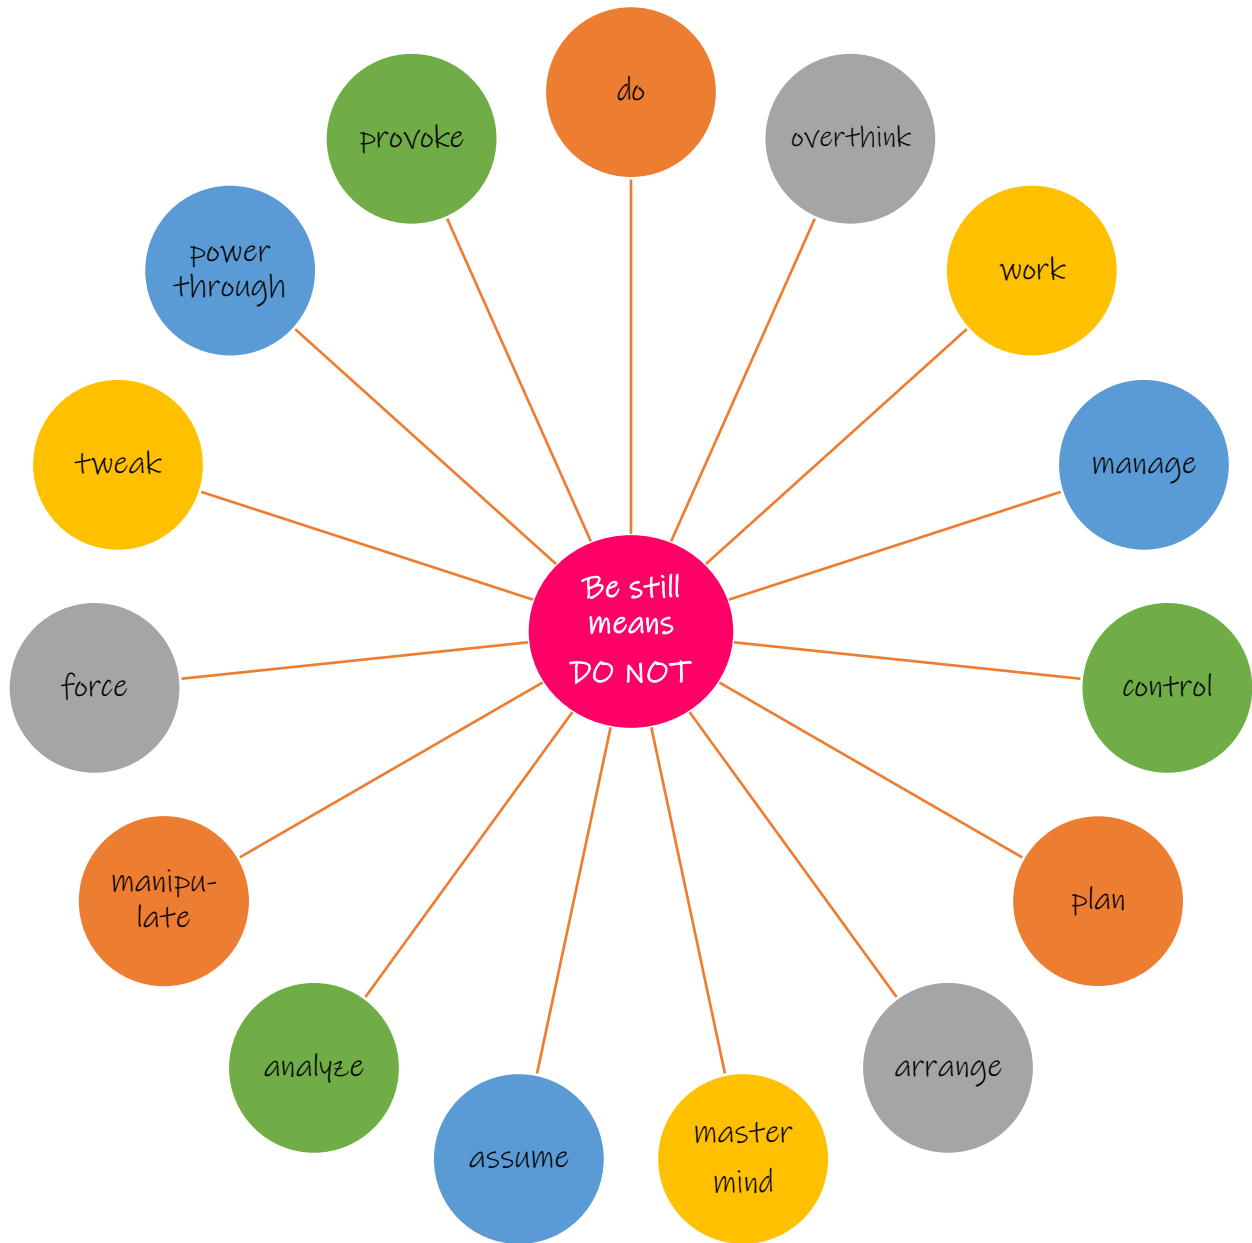 Be still
means
DO NOT
do
overthink
work
manage
control
plan
arrange
master
mind
assume
analyze
manipu-
late
force
tweak
power
through
provoke